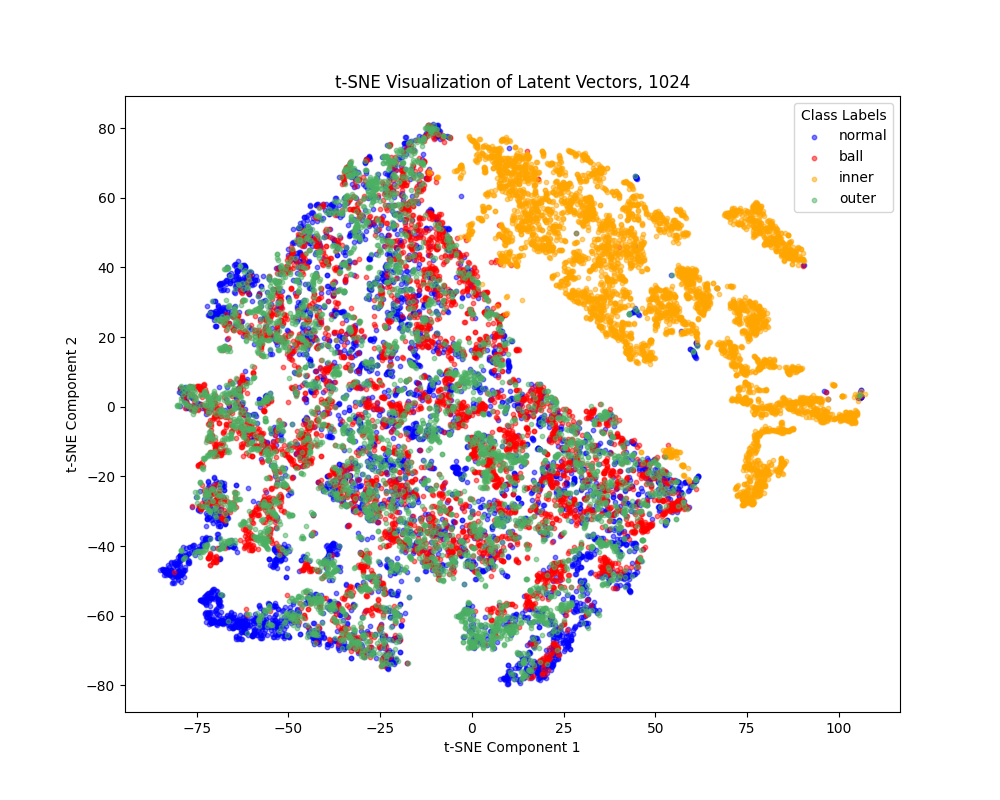 t-SNE Visualization of Latent Vectors, 1024
Class Labels
normal
ball
inner
outer
80
60
40
20
0
−20
−40
−60
−80
t-SNE Component 2
−75 −50 −25 0 25 50 75 100
t-SNE Component 1